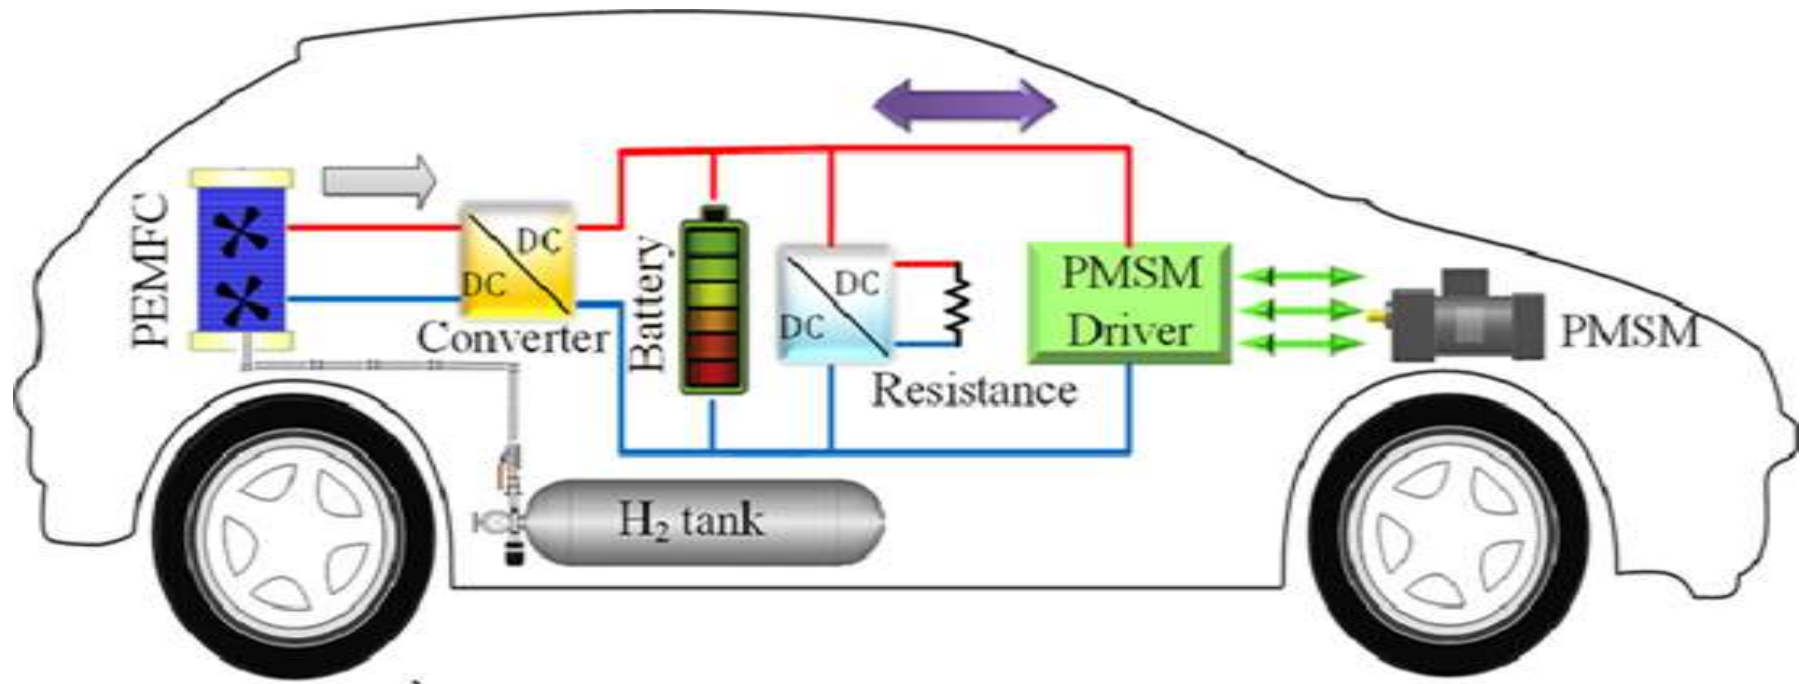 PEMFC
DC
DC
Converter
Battery
DC
DC
Resistance
PMSM
Driver
PMSM
H₂ tank